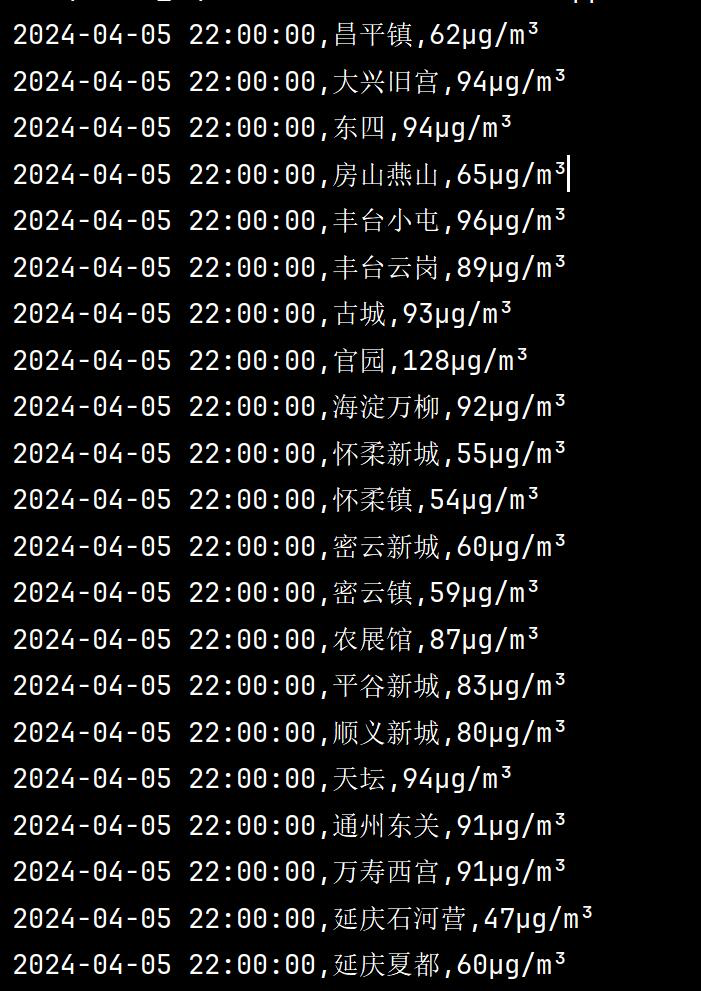 2024-04-05 22:00:00,昌平镇,62µg/m³
2024-04-05 22:00:00,大兴旧宫,94µg/m³
2024-04-05 22:00:00,东四,94µg/m³
2024-04-05 22:00:00,房山燕山,65µg/m³
2024-04-05 22:00:00,丰台小屯,96µg/m³
2024-04-05 22:00:00,丰台云岗,89µg/m³
2024-04-05 22:00:00,古城,93µg/m³
2024-04-05 22:00:00,官园,128µg/m³
2024-04-05 22:00:00,海淀万柳,92µg/m³
2024-04-05 22:00:00,怀柔新城,55µg/m³
2024-04-05 22:00:00,怀柔镇,54µg/m³
2024-04-05 22:00:00,密云新城,60µg/m³
2024-04-05 22:00:00,密云镇,59µg/m³
2024-04-05 22:00:00,农展馆,87µg/m³
2024-04-05 22:00:00,平谷新城,83µg/m³
2024-04-05 22:00:00,顺义新城,80µg/m³
2024-04-05 22:00:00,天坛,94µg/m³
2024-04-05 22:00:00,通州东关,91µg/m³
2024-04-05 22:00:00,万寿西宫,91µg/m³
2024-04-05 22:00:00,延庆石河营,47µg/m³
2024-04-05 22:00:00,延庆夏都,60µg/m³